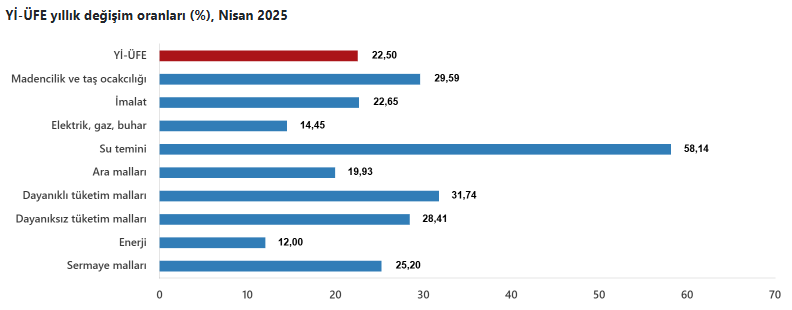 Yİ-ÜFE yıllık değişim oranları (%), Nisan 2025
Yİ-ÜFE 22,50
Madencilik ve taş ocakcılığı 29,59
İmalat 22,65
Elektrik, gaz, buhar 14,45
Su temini 58,14
Ara malları 19,93
Dayanıklı tüketim malları 31,74
Dayanıksız tüketim malları 28,41
Enerji 12,00
Sermaye malları 25,20
0 10 20 30 40 50 60 70